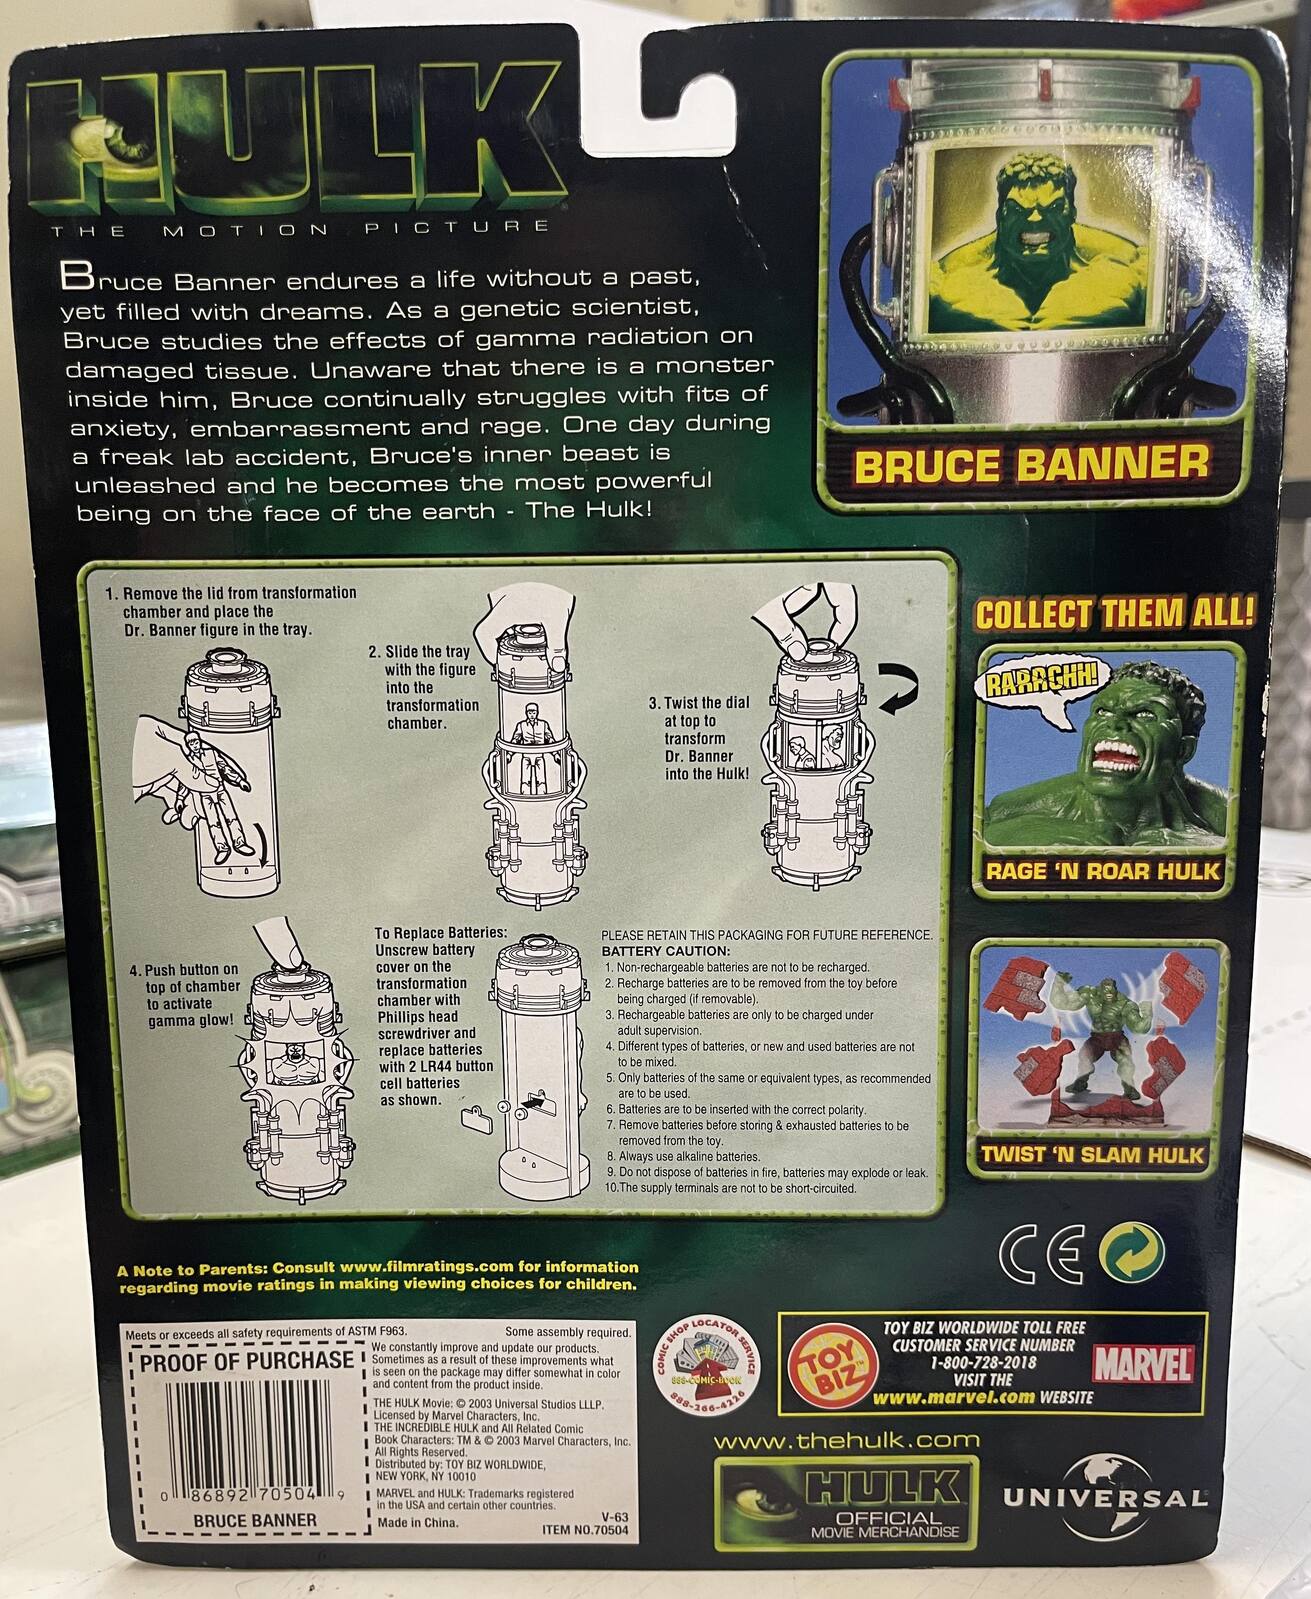 HULK
THE MOTION PICTURE
Bruce Banner endures a life without a past,
yet filled with dreams. As a genetic scientist,
Bruce studies the effects of gamma radiation on
damaged tissue. Unaware that there is a monster
inside him, Bruce continually struggles with fits of
anxiety, embarrassment and rage. One day during
a freak lab accident, Bruce's inner beast is
unleashed and he becomes the most powerful
being on the face of the earth - The Hulk!
BRUCE BANNER
1. Remove the lid from transformation
chamber and place the
Dr. Banner figure in the tray.
2. Slide the tray
with the figure
into the
transformation
chamber.
3. Twist the dial
at top to
transform
Dr. Banner
into the Hulk!
4. Push button on
top of chamber
to activate
gamma glow!
To Replace Batteries:
Unscrew battery
cover on the
transformation
chamber with
Phillips head
screwdriver and
replace batteries
with 2 LR44 button
cell batteries
as shown.
PLEASE RETAIN THIS PACKAGING FOR FUTURE REFERENCE.
BATTERY CAUTION:
1. Non-rechargeable batteries are not to be recharged.
2. Recharge batteries are to be removed from the toy before
being charged (if removable).
3. Rechargeable batteries are only to be charged under
adult supervision.
4. Different types of batteries, or new and used batteries are not
to be mixed.
5. Only batteries of the same or equivalent types, as recommended
are to be used.
6. Batteries are to be inserted with the correct polarity.
7. Remove batteries before storing & exhausted batteries to be
removed from the toy.
8. Always use alkaline batteries.
9. Do not dispose of batteries in fire, batteries may explode or leak.
10.The supply terminals are not to be short-circuited.
COLLECT THEM ALL!
RARRGHH!
RAGE 'N ROAR HULK
TWIST 'N SLAM HULK
CE
A Note to Parents: Consult www.filmratings.com for information
regarding movie ratings in making viewing choices for children.
Meets or exceeds all safety requirements of ASTM F963. Some assembly required.
PROOF OF PURCHASE
0 86892 70504 9
BRUCE BANNER
We constantly improve and update our products.
Sometimes as a result of these improvements what
is seen on the package may differ somewhat in color
and content from the product inside.
THE HULK Movie: © 2003 Universal Studios LLLP.
Licensed by Marvel Characters, Inc.
THE INCREDIBLE HULK and All Related Comic
Book Characters: TM & © 2003 Marvel Characters, Inc.
All Rights Reserved.
Distributed by: TOY BIZ WORLDWIDE,
NEW YORK, NY 10010
MARVEL and HULK: Trademarks registered
in the USA and certain other countries.
Made in China.
V-63
ITEM NO.70504
COMIC SHOP LOCATOR SERVICE
888-COMIC-BOOK
888-266-4226
TOY BIZ™
TOY BIZ WORLDWIDE TOLL FREE
CUSTOMER SERVICE NUMBER
1-800-728-2018
VISIT THE
www.marvel.com WEBSITE
MARVEL
www.thehulk.com
HULK
OFFICIAL
MOVIE MERCHANDISE
UNIVERSAL